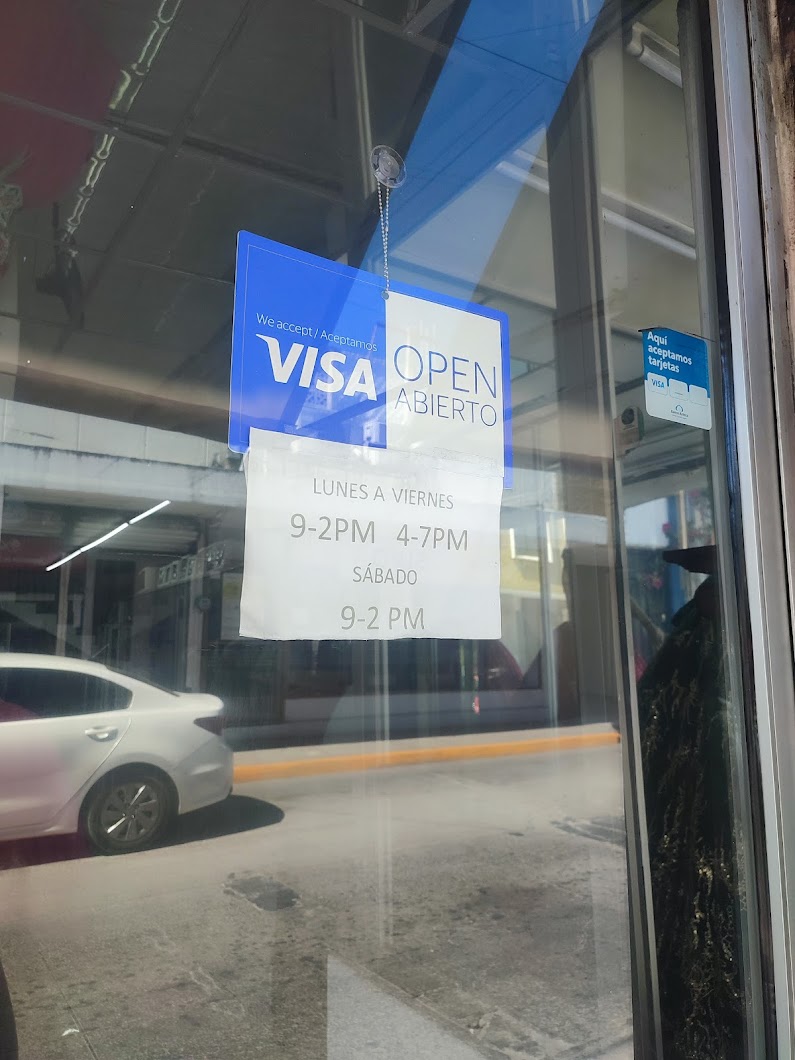 We accept / Aceptamos
VISA
OPEN
ABIERTO
LUNES A VIERNES
9-2PM 4-7PM
SÁBADO
9-2 PM
Aquí
aceptamos
tarjetas
VISA